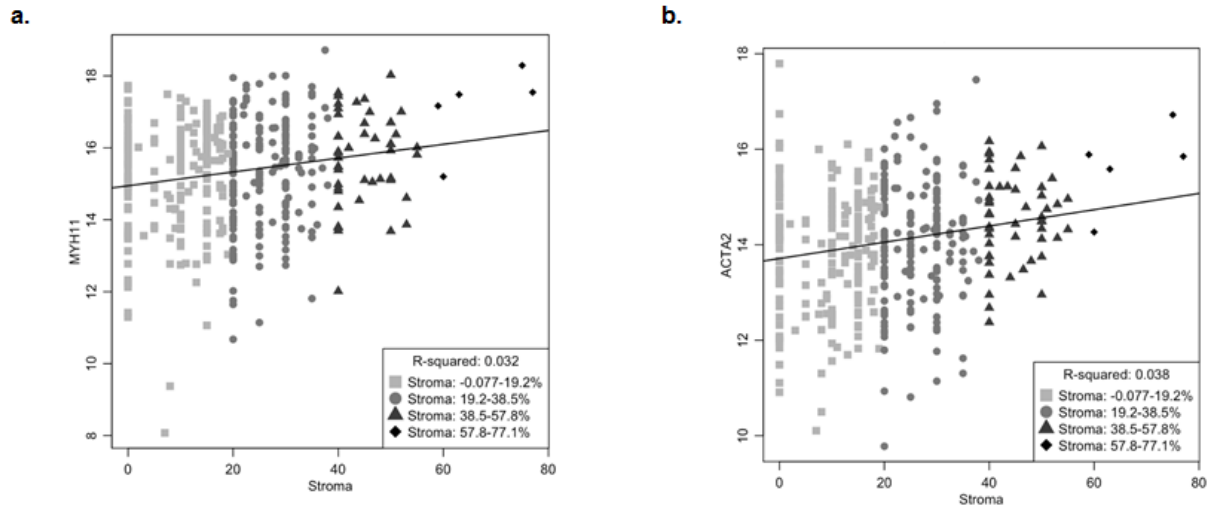 a.
MYH11
18
16
14
12
10
8
R-squared: 0.032
Stroma: -0.077-19.2%
Stroma: 19.2-38.5%
Stroma: 38.5-57.8%
Stroma: 57.8-77.1%
0 20 40 60 80
Stroma
b.
ACTA2
18
16
14
12
10
R-squared: 0.038
Stroma: -0.077-19.2%
Stroma: 19.2-38.5%
Stroma: 38.5-57.8%
Stroma: 57.8-77.1%
0 20 40 60 80
Stroma